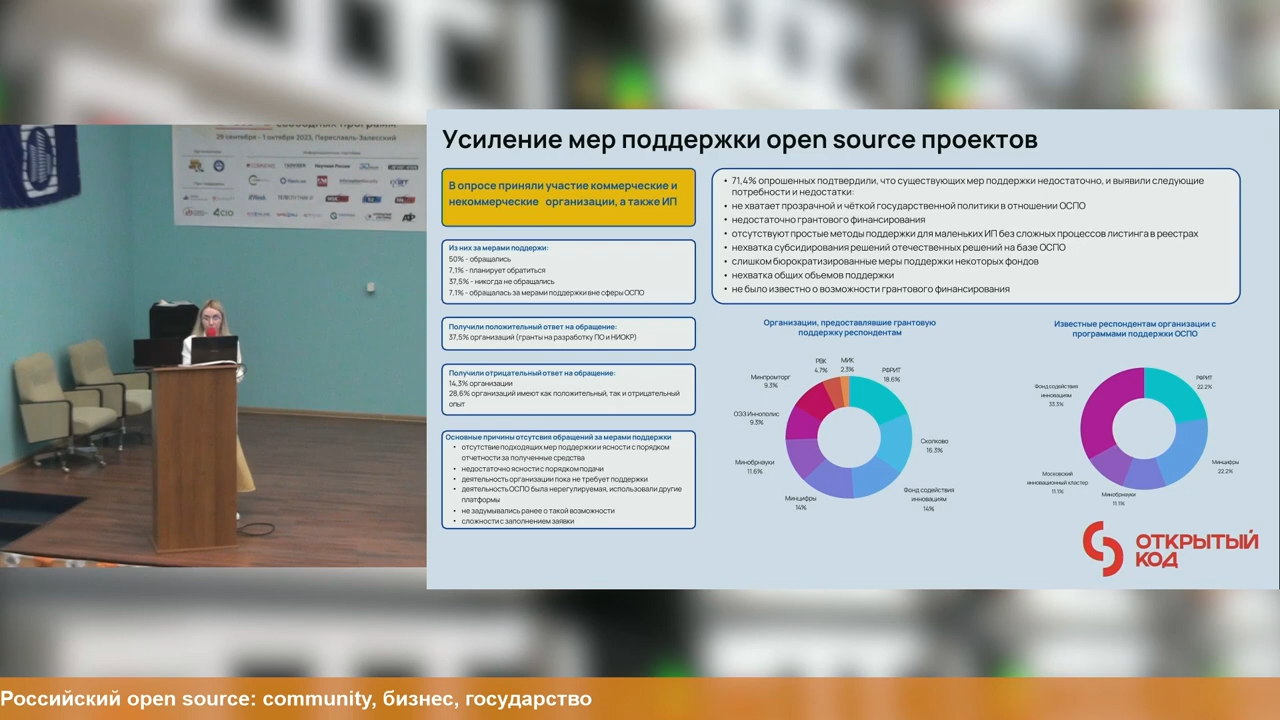 свободных программ
29 сентября - 1 октября 2023, Переславль-Залесский
Усиление мер поддержки open source проектов
В опросе приняли участие коммерческие и
некоммерческие организации, а также ИП
Из них за мерами поддержки:
50% - обращались
7,1% - планирует обратиться
37,5% - никогда не обращались
7,1% - обращалась за мерами поддержки вне сферы ОСПО
Получили положительный ответ на обращение:
37,5% организаций (гранты на разработку ПО и НИОКР)
Получили отрицательный ответ на обращение:
14,3% организации
28,6% организаций имеют как положительный, так и отрицательный
опыт
Основные причины отсутсвия обращений за мерами поддержки
• отсутствие подходящих мер поддержки и ясности с порядком
отчетности за полученные средства
• недостаточно ясности с порядком подачи
• деятельность организации пока не требует поддержки
• деятельность ОСПО была нерегулируемая, использовали другие
платформы
• не задумывались ранее о такой возможности
• сложности с заполнением заявки
• 71,4% опрошенных подтвердили, что существующих мер поддержки недостаточно, и выявили следующие
потребности и недостатки:
• не хватает прозрачной и чёткой государственной политики в отношении ОСПО
• недостаточно грантового финансирования
• отсутствуют простые методы поддержки для маленьких ИП без сложных процессов листинга в реестрах
• нехватка субсидирования решений отечественных решений на базе ОСПО
• слишком бюрократизированные меры поддержки некоторых фондов
• нехватка общих объемов поддержки
• не было известно о возможности грантового финансирования
Организации, предоставлявшие грантовую
поддержку респондентам
РФРИТ
18.6%
Сколково
16.3%
Фонд содействия
инновациям
14%
Минцифры
14%
Минобрнауки
11.6%
ОЭЗ Иннополис
9.3%
Минпромторг
9.3%
РВК
4.7%
МИК
2.3%
Известные респондентам организации с
программами поддержки ОСПО
РФРИТ
22.2%
Минцифры
22.2%
Минобрнауки
11.1%
Московский
инновационный кластер
11.1%
Фонд содействия
инновациям
33.3%
ОТКРЫТЫЙ
КОД
Российский open source: community, бизнес, государство